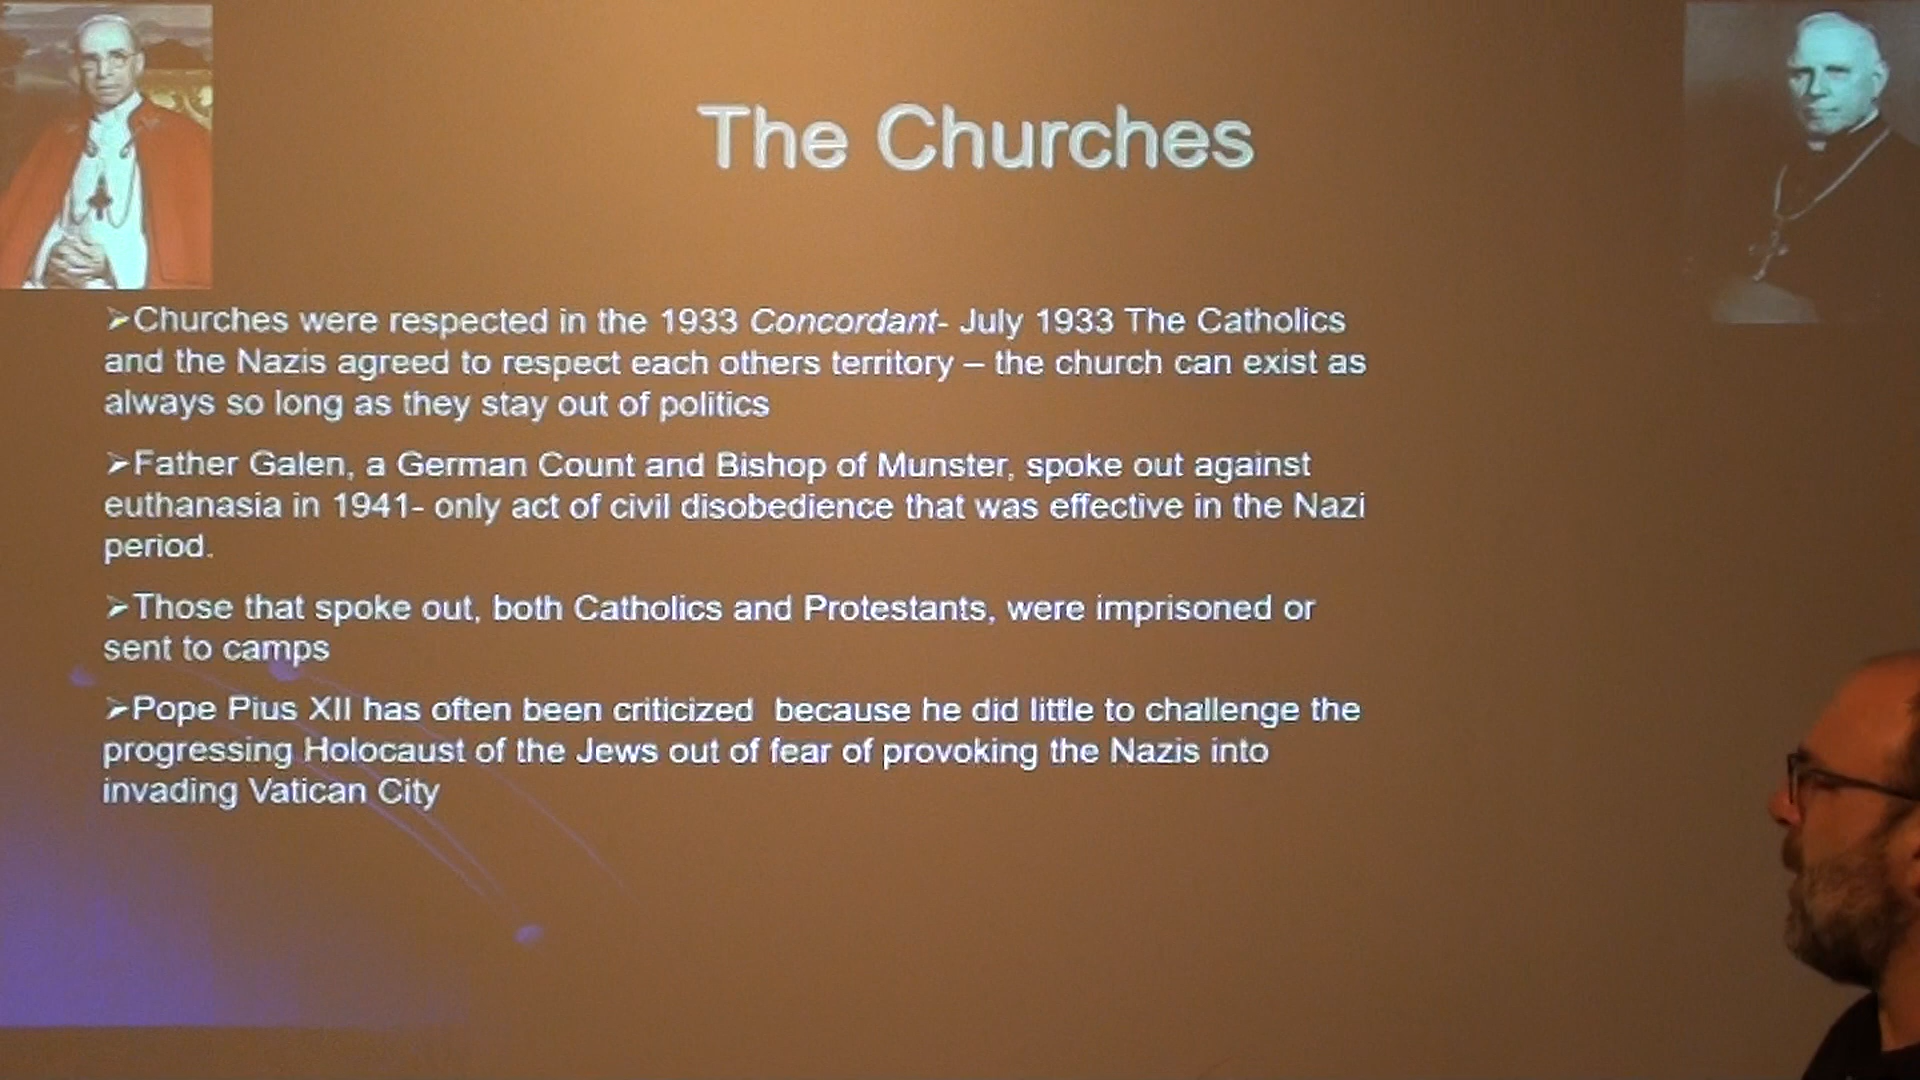 The Churches
➢Churches were respected in the 1933 Concordant- July 1933 The Catholics
and the Nazis agreed to respect each others territory – the church can exist as
always so long as they stay out of politics
➢Father Galen, a German Count and Bishop of Munster, spoke out against
euthanasia in 1941- only act of civil disobedience that was effective in the Nazi
period.
➢Those that spoke out, both Catholics and Protestants, were imprisoned or
sent to camps
➢Pope Pius XII has often been criticized  because he did little to challenge the
progressing Holocaust of the Jews out of fear of provoking the Nazis into
invading Vatican City